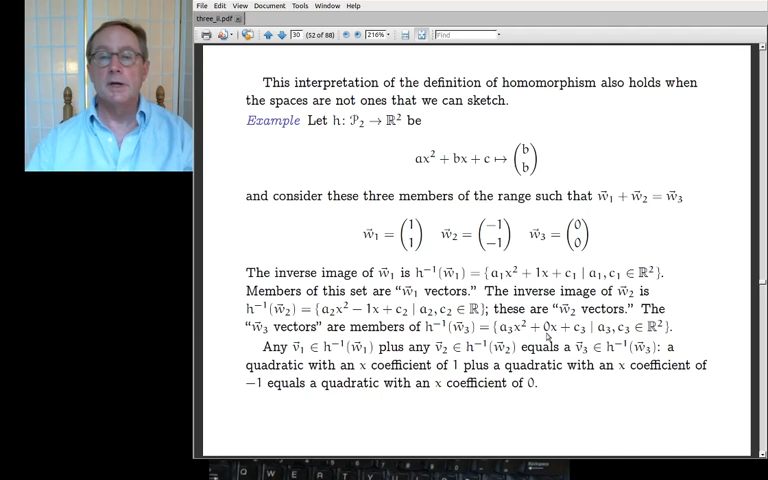 File Edit View Document Tools Window Help
three_ii.pdf
30 (52 of 88) 216% Find
This interpretation of the definition of homomorphism also holds when
the spaces are not ones that we can sketch.
Example Let h: 𝒫₂ → ℝ² be
ax² + bx + c ↦ (b b)
and consider these three members of the range such that w⃗₁ + w⃗₂ = w⃗₃
w⃗₁ = (1 1) w⃗₂ = (−1 −1) w⃗₃ = (0 0)
The inverse image of w⃗₁ is h⁻¹(w⃗₁) = {a₁x² + 1x + c₁ | a₁, c₁ ∈ ℝ²}.
Members of this set are “w⃗₁ vectors.” The inverse image of w⃗₂ is
h⁻¹(w⃗₂) = {a₂x² − 1x + c₂ | a₂, c₂ ∈ ℝ}; these are “w⃗₂ vectors.” The
“w⃗₃ vectors” are members of h⁻¹(w⃗₃) = {a₃x² + 0x + c₃ | a₃, c₃ ∈ ℝ²}.
Any v⃗₁ ∈ h⁻¹(w⃗₁) plus any v⃗₂ ∈ h⁻¹(w⃗₂) equals a v⃗₃ ∈ h⁻¹(w⃗₃): a
quadratic with an x coefficient of 1 plus a quadratic with an x coefficient of
−1 equals a quadratic with an x coefficient of 0.